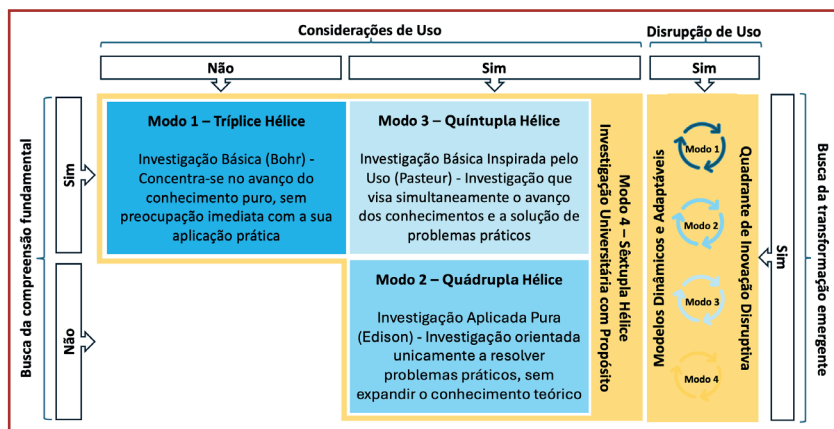 Considerações de Uso
Disrupção de Uso
Não
Sim
Sim
Busca da compreensão fundamental
Sim
Não
Modo 1 – Tríplice Hélice
Investigação Básica (Bohr) -
Concentra-se no avanço do
conhecimento puro, sem
preocupação imediata com a sua
aplicação prática
Modo 3 – Quíntupla Hélice
Investigação Básica Inspirada pelo
Uso (Pasteur) - Investigação que
visa simultaneamente o avanço
dos conhecimentos e a solução de
problemas práticos
Modo 2 – Quádrupla Hélice
Investigação Aplicada Pura
(Edison) - Investigação orientada
unicamente a resolver
problemas práticos, sem
expandir o conhecimento teórico
Modo 4 – Sêxtupla Hélice
Investigação Universitária com Propósito
Modelos Dinâmicos e Adaptáveis
Modo 1
Modo 2
Modo 3
Modo 4
Quadrante de Inovação Disruptiva
Sim
Busca da transformação emergente